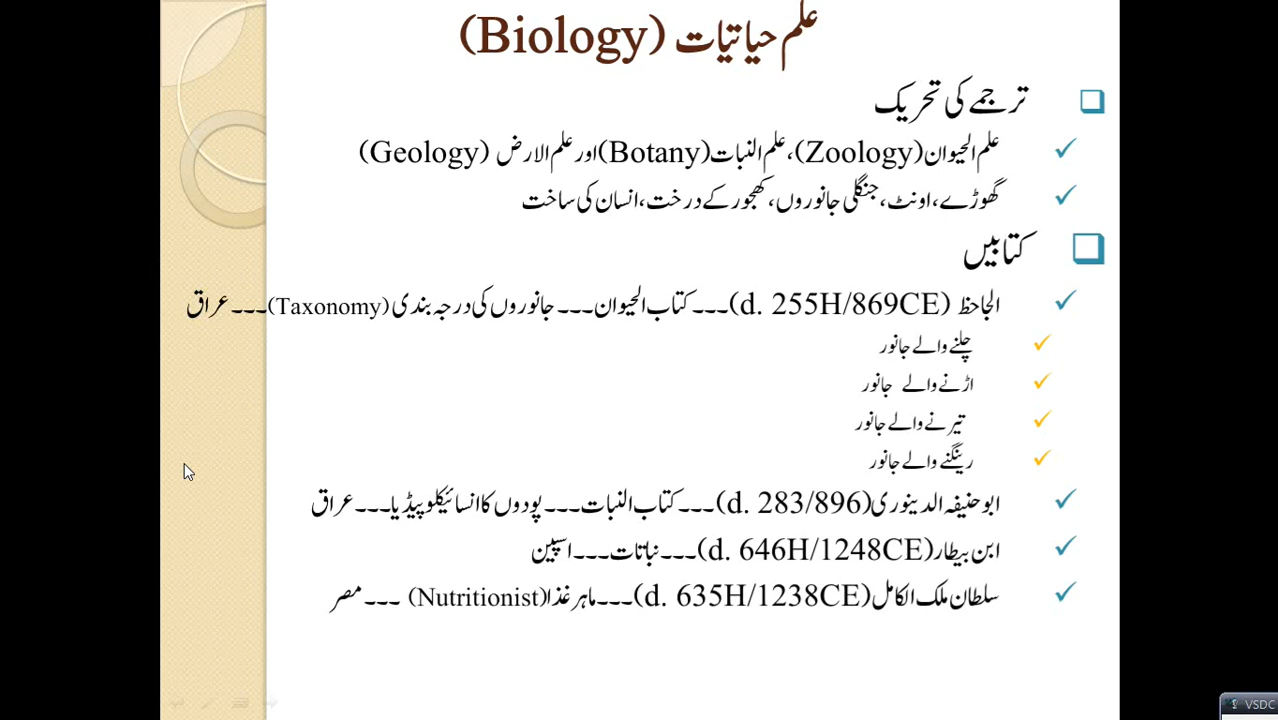 علم حیاتیات (Biology)
ترجمے کی تحریک
علم الحیوان (Zoology)، علم النبات (Botany) اور علم الارض (Geology)
گھوڑے، اونٹ، جنگلی جانوروں، کھجور کے درخت، انسان کی ساخت
کتابیں
الجاحظ (d. 255H/869CE)۔۔۔ کتاب الحیوان۔۔۔ جانوروں کی درجہ بندی (Taxonomy)۔۔۔ عراق
چلنے والے جانور
اڑنے والے جانور
تیرنے والے جانور
رینگنے والے جانور
ابو حنیفہ الدینوری (d. 283/896)۔۔۔ کتاب النبات۔۔۔ پودوں کا انسائیکلوپیڈیا۔۔۔ عراق
ابن بیطار (d. 646H/1248CE)۔۔۔ نباتات۔۔۔ اسپین
سلطان ملک الکامل (d. 635H/1238CE)۔۔۔ ماہر غذا (Nutritionist) ۔۔۔ مصر
VSDC